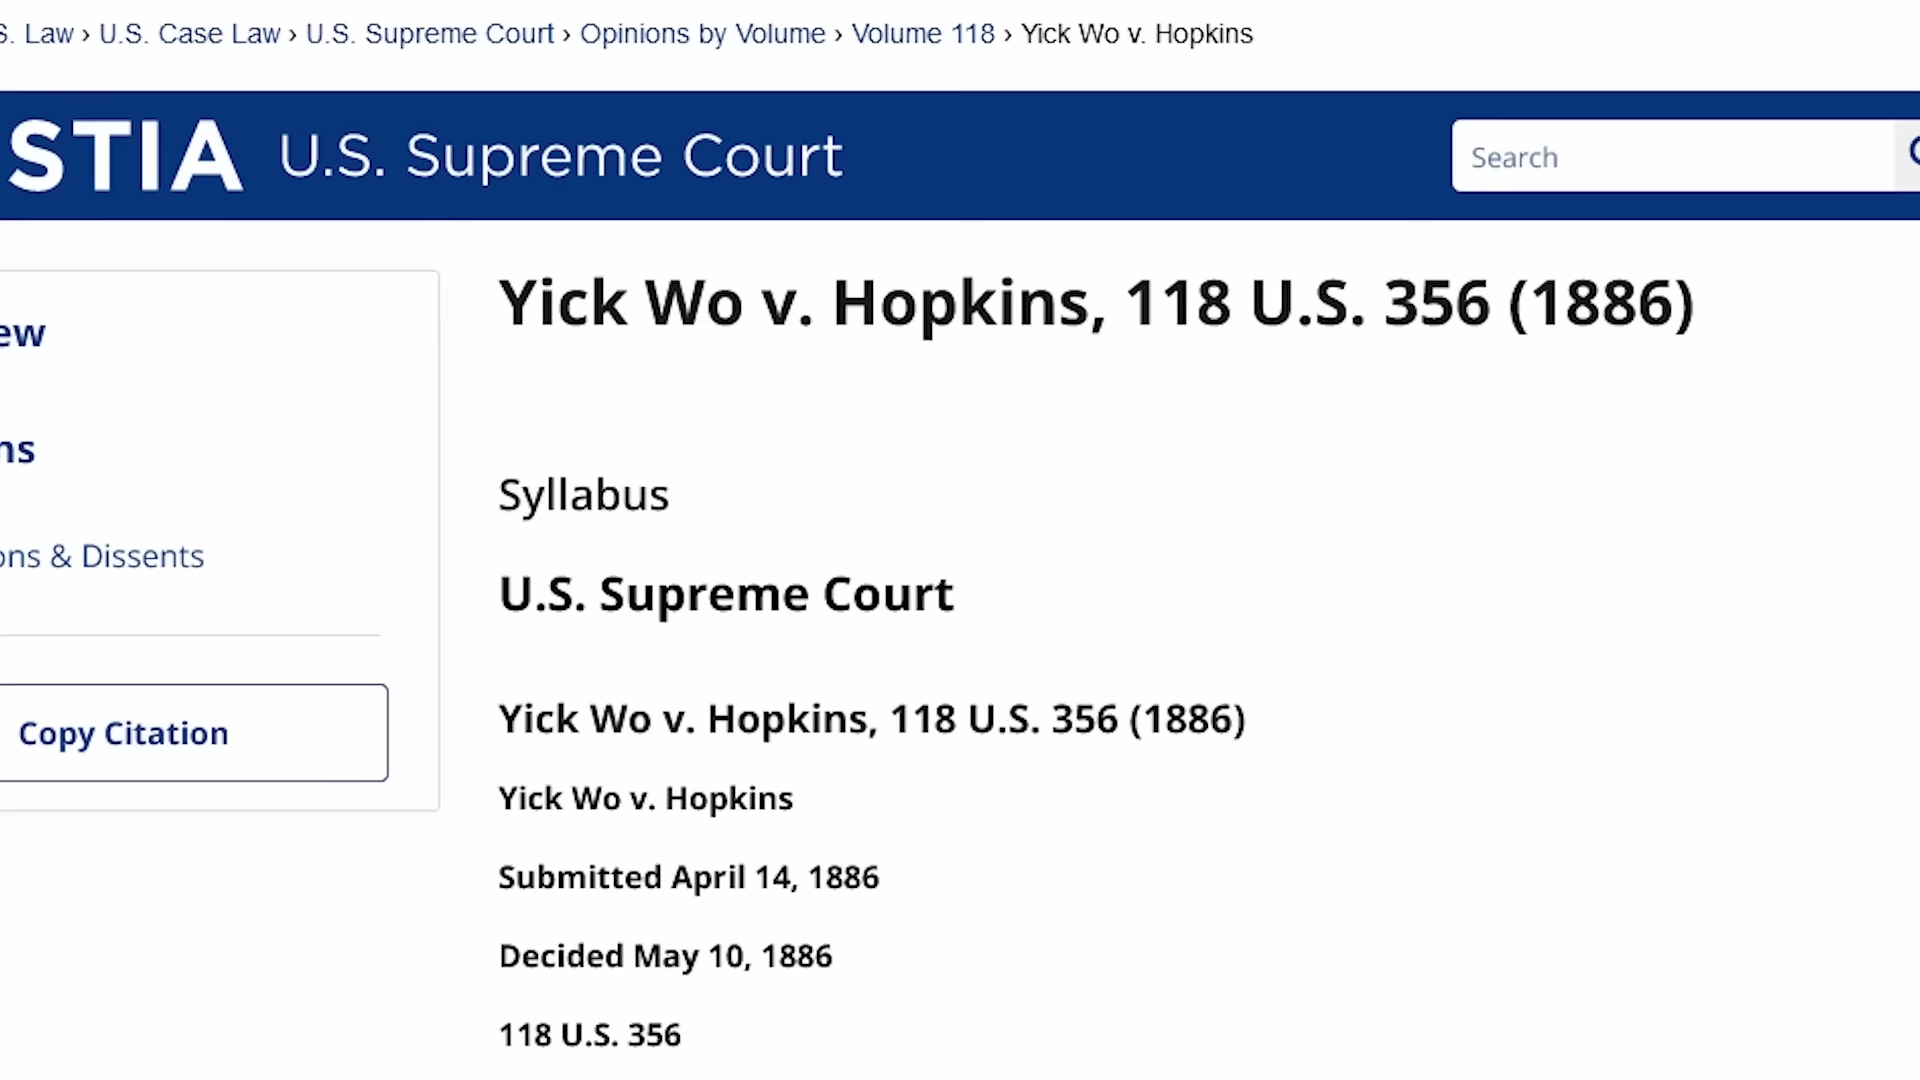 S. Law › U.S. Case Law › U.S. Supreme Court › Opinions by Volume › Volume 118 › Yick Wo v. Hopkins
STIA U.S. Supreme Court
Search
Yick Wo v. Hopkins, 118 U.S. 356 (1886)
ew
ns
ons & Dissents
Copy Citation
Syllabus
U.S. Supreme Court
Yick Wo v. Hopkins, 118 U.S. 356 (1886)
Yick Wo v. Hopkins
Submitted April 14, 1886
Decided May 10, 1886
118 U.S. 356